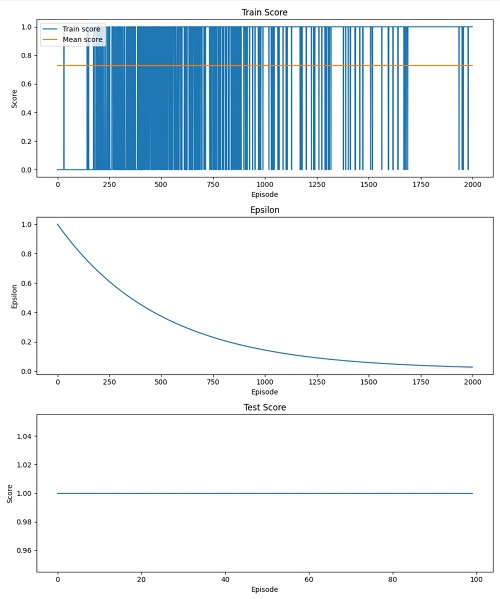 Train Score
Train score
Mean score
1.0
0.8
0.6
0.4
0.2
0.0
Score
0 250 500 750 1000 1250 1500 1750 2000
Episode
Epsilon
1.0
0.8
0.6
0.4
0.2
0.0
Epsilon
0 250 500 750 1000 1250 1500 1750 2000
Episode
Test Score
1.04
1.02
1.00
0.98
0.96
Score
0 20 40 60 80 100
Episode